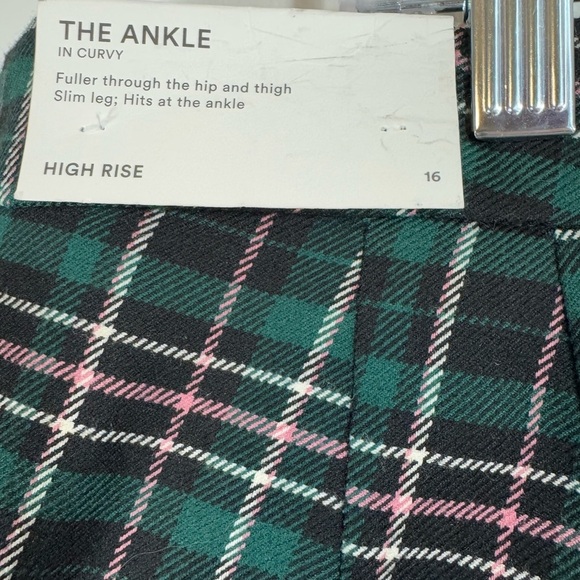 THE ANKLE
IN CURVY
Fuller through the hip and thigh
Slim leg; Hits at the ankle
HIGH RISE
16